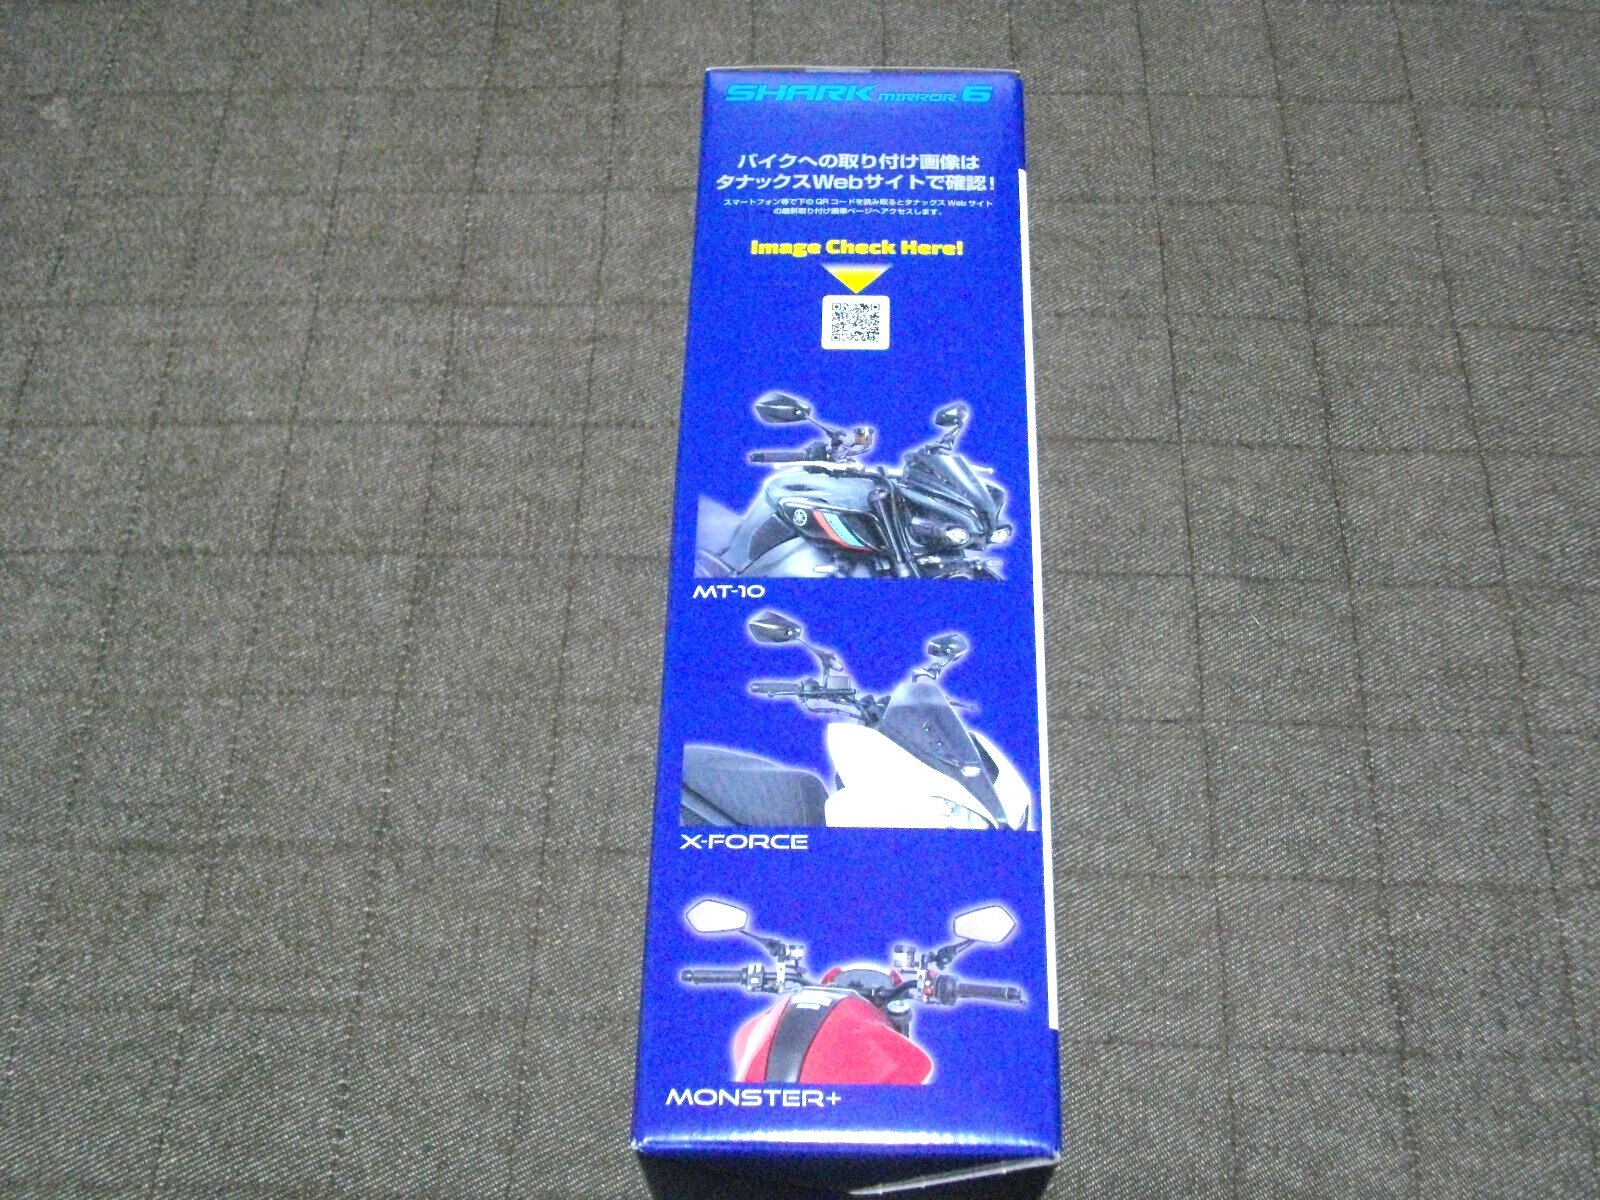 SHARK MIRROR 6
バイクへの取り付け画像は
タナックスWebサイトで確認!
スマートフォン等で下のQRコードを読み取るとタナックスWebサイト
の最新取り付け画像ページへアクセスします。
Image Check Here!
MT-10
X-FORCE
MONSTER+